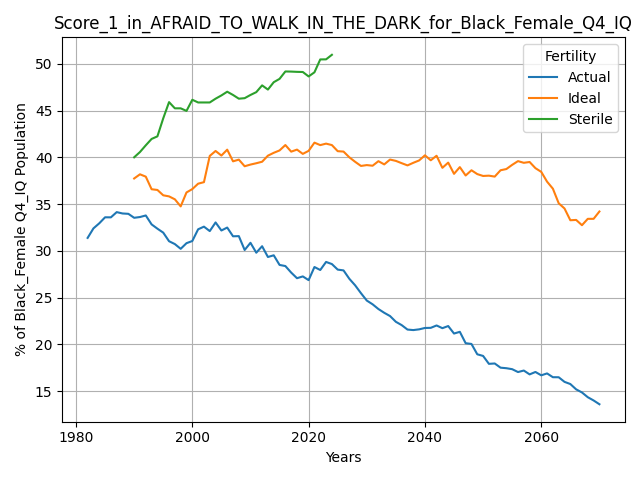 Score_1_in_AFRAID_TO_WALK_IN_THE_DARK_for_Black_Female_Q4_IQ
% of Black_Female Q4_IQ Population
50
45
40
35
30
25
20
15
Fertility
Actual
Ideal
Sterile
1980
2000
2020
2040
2060
Years